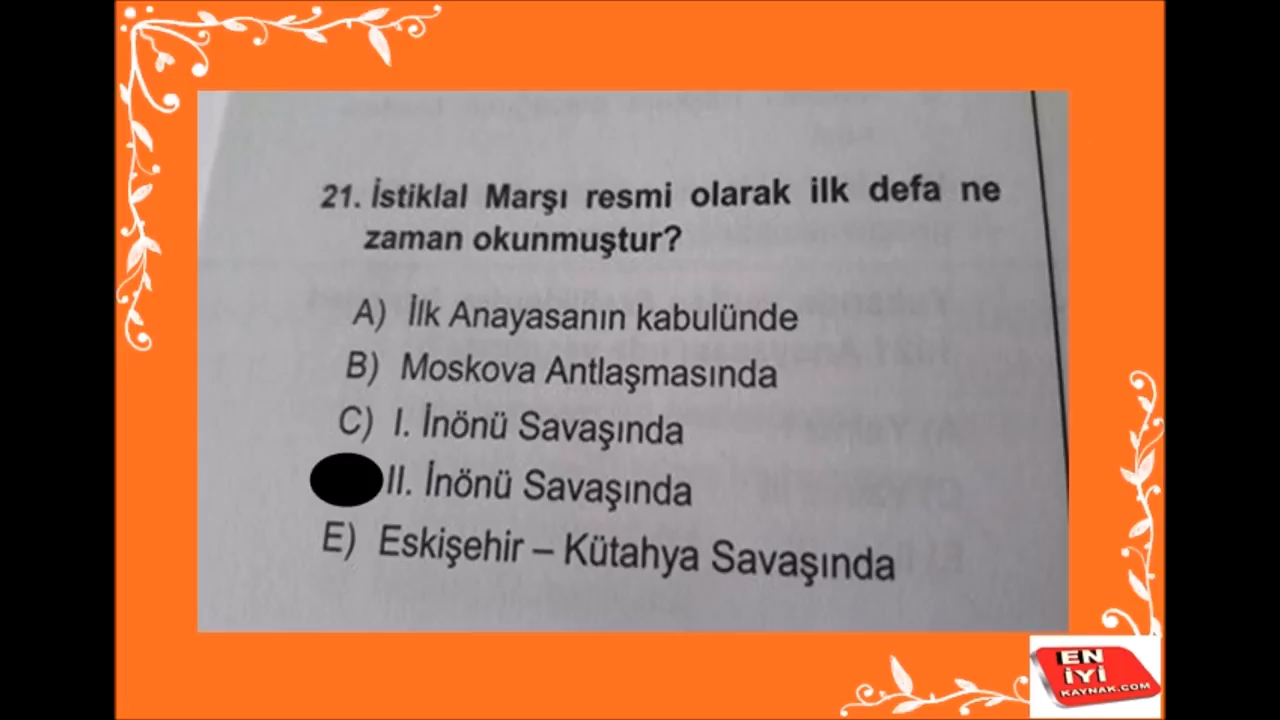 21. İstiklal Marşı resmi olarak ilk defa ne
zaman okunmuştur?
A) İlk Anayasanın kabulünde
B) Moskova Antlaşmasında
C) I. İnönü Savaşında
II. İnönü Savaşında
E) Eskişehir – Kütahya Savaşında
EN
İYİ
KAYNAK.COM